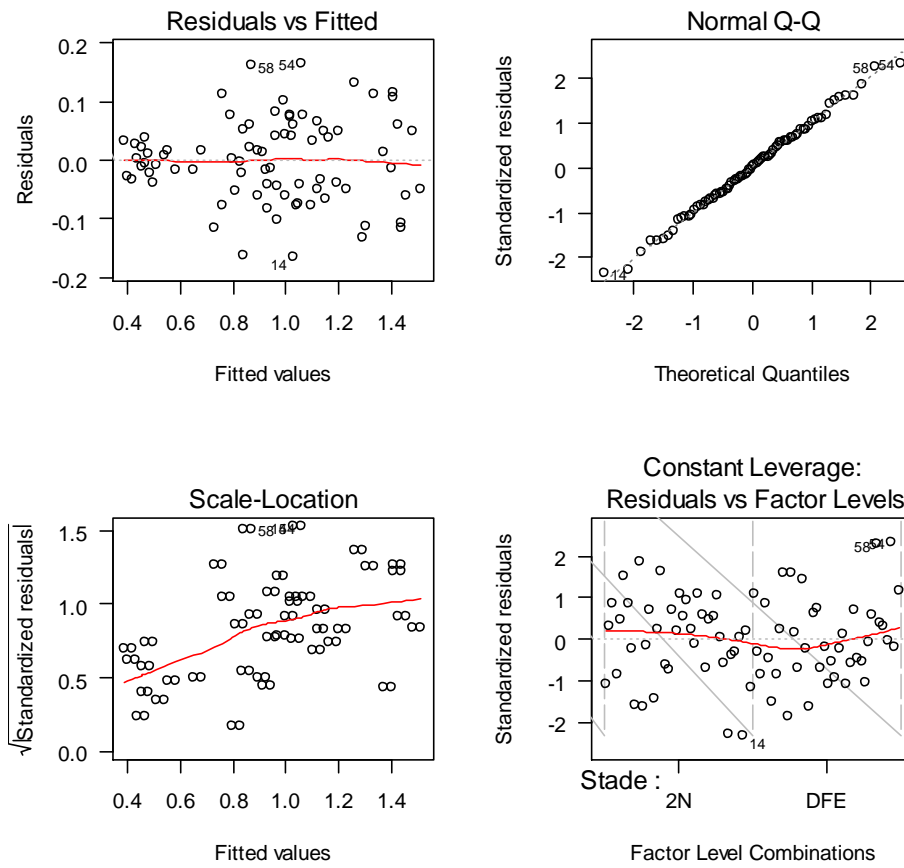 Residuals vs Fitted
Residuals
0.2
0.1
0.0
-0.1
-0.2
58 54
14
0.4 0.6 0.8 1.0 1.2 1.4
Fitted values
Normal Q-Q
Standardized residuals
2
1
0
-1
-2
58 54
14
-2 -1 0 1 2
Theoretical Quantiles
Scale-Location
√|Standardized residuals|
1.5
1.0
0.5
0.0
58
0.4 0.6 0.8 1.0 1.2 1.4
Fitted values
Constant Leverage:
Residuals vs Factor Levels
Standardized residuals
2
1
0
-1
-2
58 54
14
Stade :
2N DFE
Factor Level Combinations